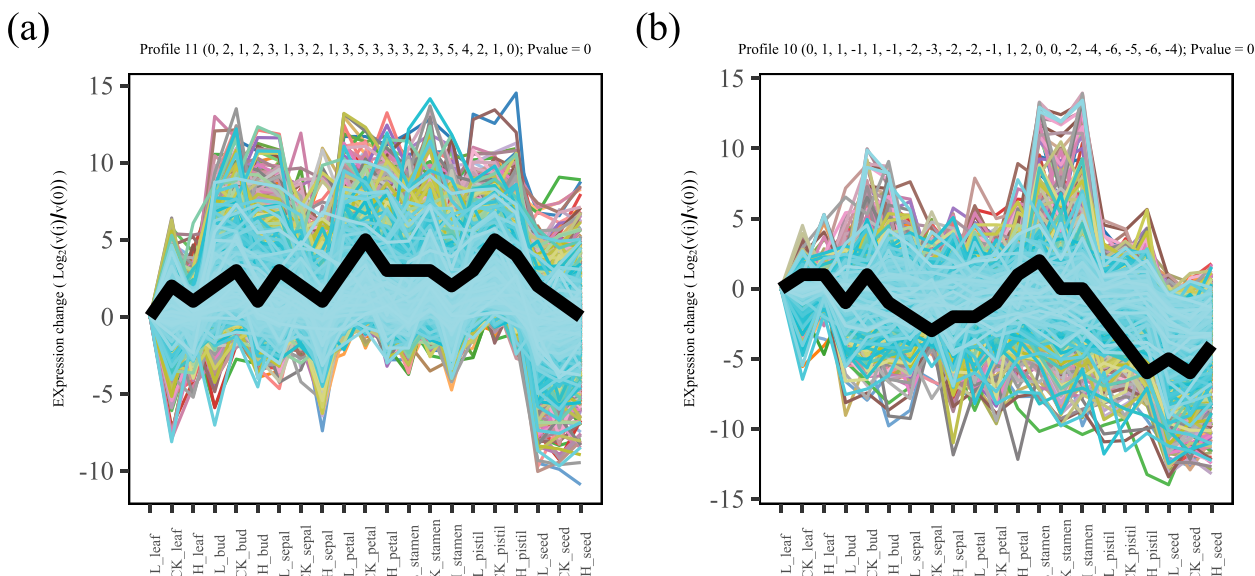 (a)
Profile 11 (0, 2, 1, 2, 3, 1, 3, 2, 1, 3, 5, 3, 3, 3, 2, 3, 5, 4, 2, 1, 0); Pvalue = 0
EXpression change ( Log2(v(i)/v(0)))
15
10
5
0
-5
-10
L_leaf
CK_leaf
H_leaf
L_bud
CK_bud
H_bud
L_sepal
CK_sepal
H_sepal
L_petal
CK_petal
H_petal
L_stamen
K_stamen
H_stamen
L_pistil
CK_pistil
H_pistil
L_seed
CK_seed
H_seed
(b)
Profile 10 (0, 1, 1, -1, 1, -1, -2, -3, -2, -2, -1, 1, 2, 0, 0, -2, -4, -6, -5, -6, -4); Pvalue = 0
EXpression change ( Log2(v(i)/v(0)))
15
10
5
0
-5
-10
-15
L_leaf
CK_leaf
H_leaf
L_bud
CK_bud
H_bud
L_sepal
CK_sepal
H_sepal
L_petal
CK_petal
H_petal
L_stamen
K_stamen
H_stamen
L_pistil
CK_pistil
H_pistil
L_seed
CK_seed
H_seed